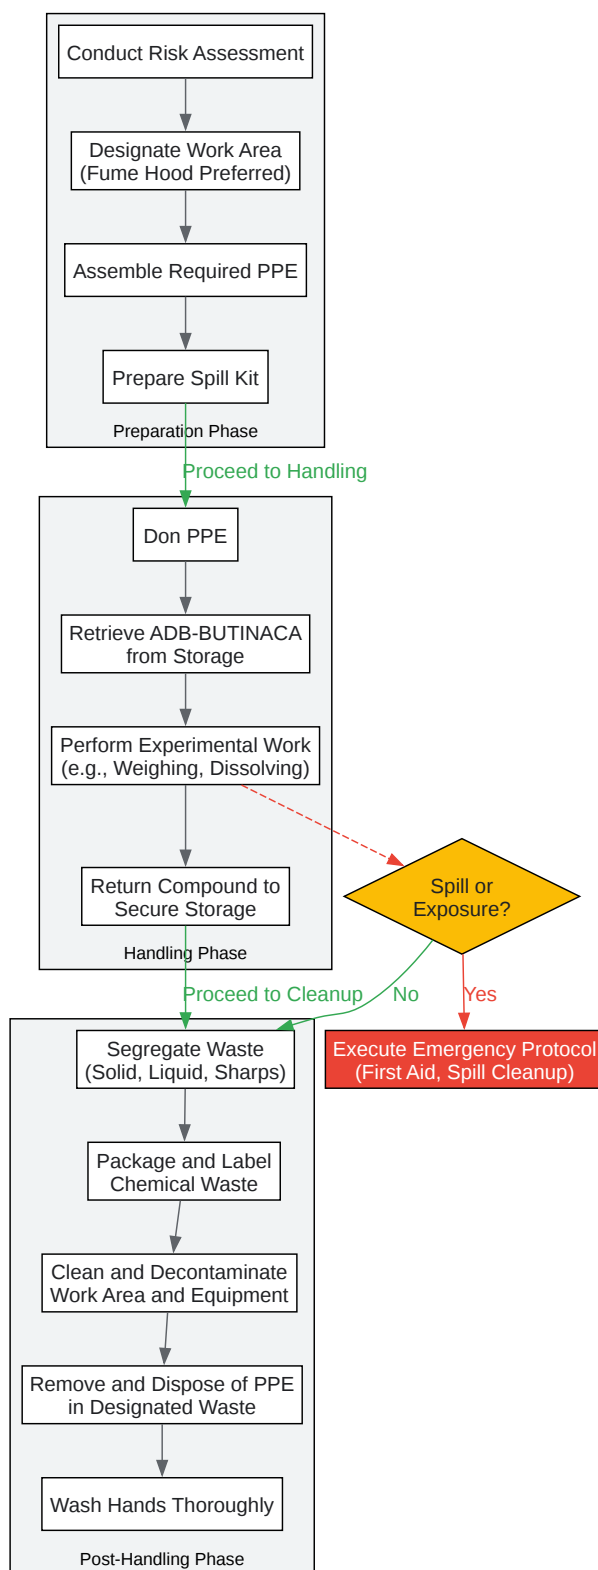 Conduct Risk Assessment
Designate Work Area
(Fume Hood Preferred)
Assemble Required PPE
Prepare Spill Kit
Preparation Phase
Proceed to Handling
Don PPE
Retrieve ADB-BUTINACA
from Storage
Perform Experimental Work
(e.g., Weighing, Dissolving)
Spill or
Exposure?
Return Compound to
Secure Storage
Handling Phase
Proceed to Cleanup
No
Yes
Segregate Waste
(Solid, Liquid, Sharps)
Execute Emergency Protocol
(First Aid, Spill Cleanup)
Package and Label
Chemical Waste
Clean and Decontaminate
Work Area and Equipment
Remove and Dispose of PPE
in Designated Waste
Wash Hands Thoroughly
Post-Handling Phase